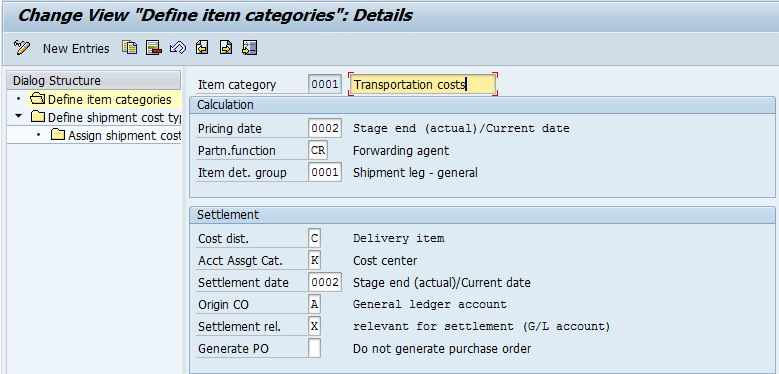 Change View "Define item categories": Details
New Entries
Dialog Structure
Define item categories
Define shipment cost typ
Assign shipment cost
Item category 0001 Transportation costs
Calculation
Pricing date 0002 Stage end (actual)/Current date
Partn.function CR Forwarding agent
Item det. group 0001 Shipment leg - general
Settlement
Cost dist. C Delivery item
Acct Assgt Cat. K Cost center
Settlement date 0002 Stage end (actual)/Current date
Origin CO A General ledger account
Settlement rel. X relevant for settlement (G/L account)
Generate PO Do not generate purchase order